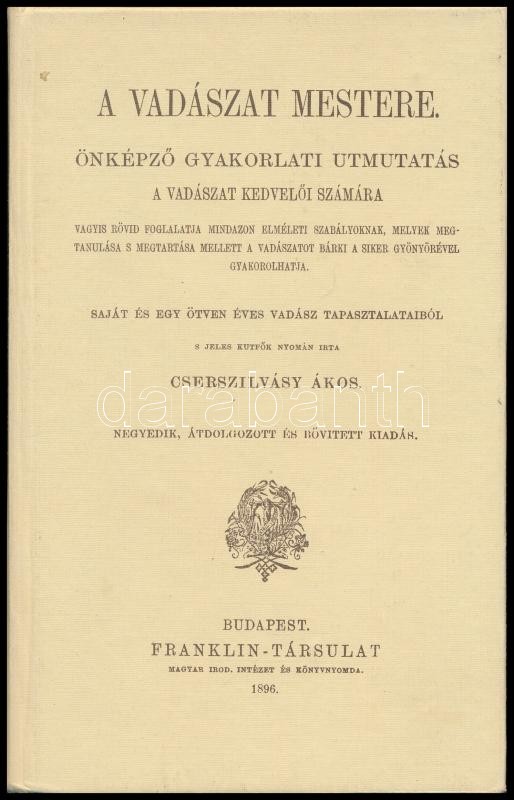 A VADÁSZAT MESTERE.
ÖNKÉPZŐ GYAKORLATI UTMUTATÁS
A VADÁSZAT KEDVELŐI SZÁMÁRA
VAGYIS RÖVID FOGLALATJA MINDAZON ELMÉLETI SZABÁLYOKNAK, MELYEK MEG-
TANULÁSA S MEGTARTÁSA MELLETT A VADÁSZATOT BÁRKI A SIKER GYÖNYÖRÉVEL
GYAKOROLHATJA.
SAJÁT ÉS EGY ÖTVEN ÉVES VADÁSZ TAPASZTALATAIBÓL
S JELES KUTFŐK NYOMÁN IRTA
CSERSZILVÁSY ÁKOS.
darabanth
NEGYEDIK, ÁTDOLGOZOTT ÉS BŐVITETT KIADÁS.
BUDAPEST.
FRANKLIN-TÁRSULAT
MAGYAR IROD. INTÉZET ÉS KÖNYVNYOMDA.
1896.